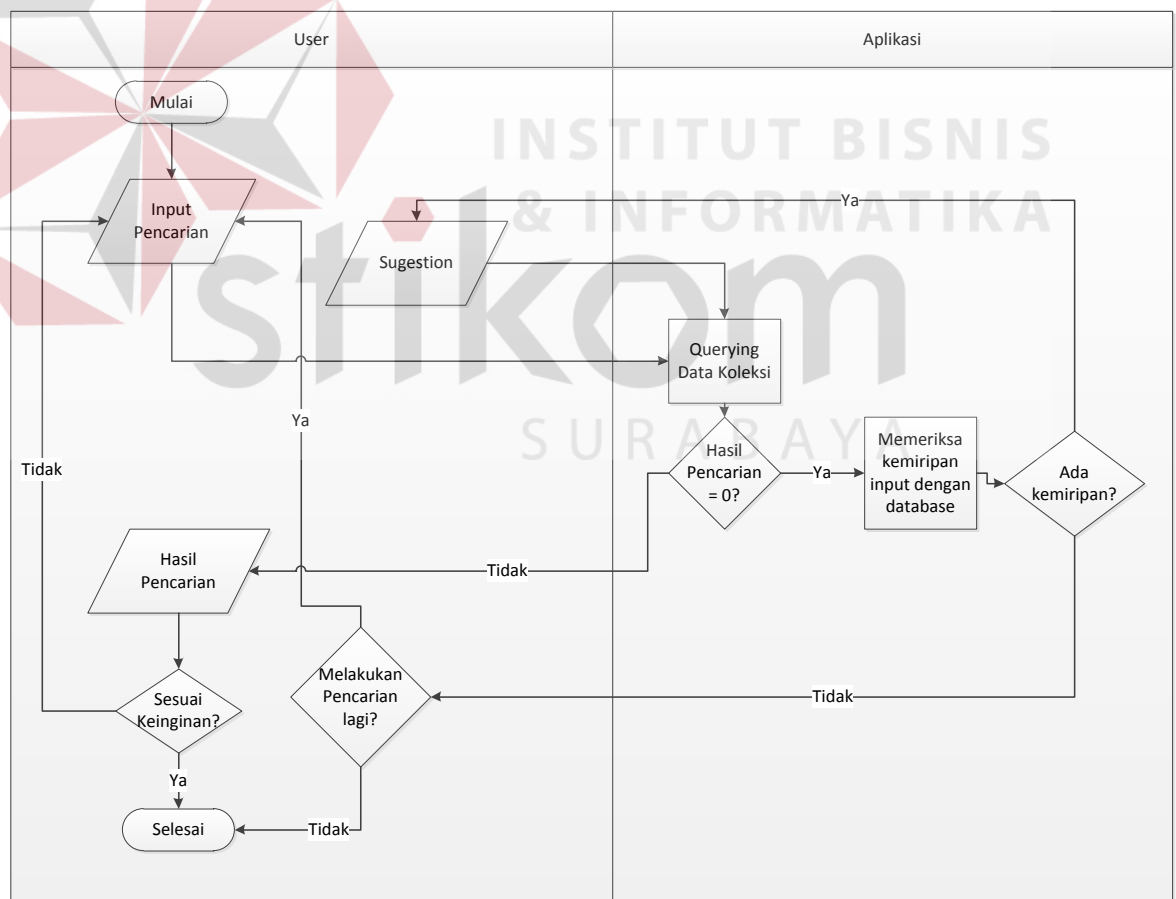 User
Aplikasi
Mulai
INSTITUT BISNIS
& INFORMATIKA
stikom
SURABAYA
Input
Pencarian
Ya
Sugestion
Querying
Data Koleksi
Ya
Tidak
Hasil
Pencarian
= 0?
Ya
Memeriksa
kemiripan
input dengan
database
Ada
kemiripan?
Hasil
Pencarian
Tidak
Sesuai
Keinginan?
Melakukan
Pencarian
lagi?
Tidak
Ya
Selesai
Tidak